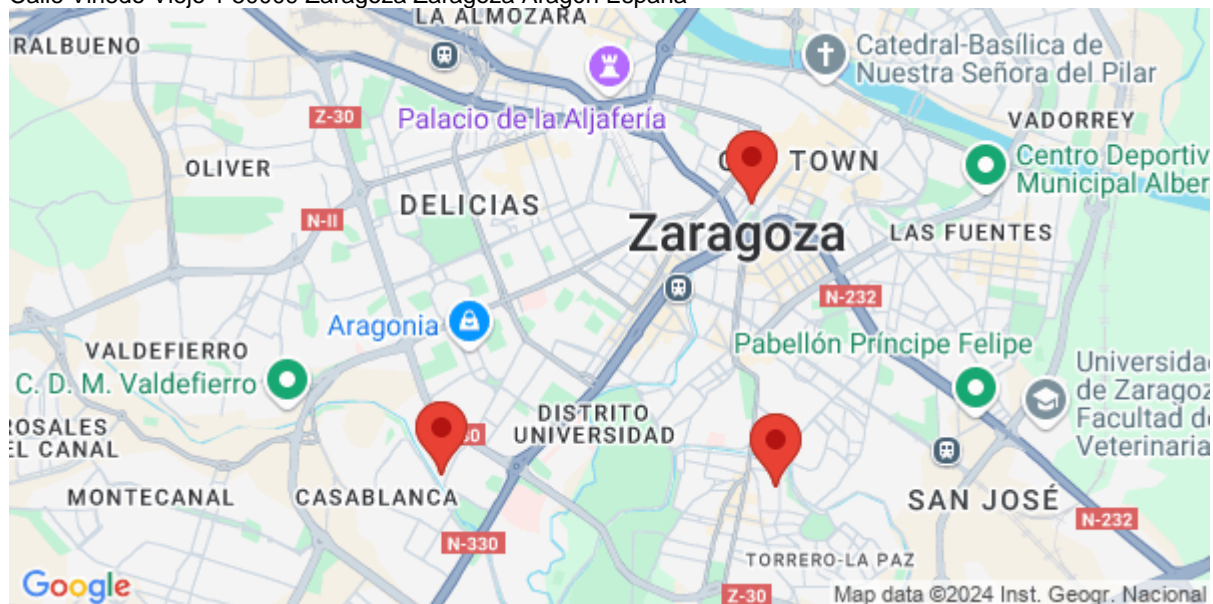 Calle Viñedo Viejo 1 50009 Zaragoza Zaragoza Aragón España
LA ALMOZARA
RALBUENO
Catedral-Basílica de
Nuestra Señora del Pilar
Z-30
Palacio de la Aljafería
VADORREY
OLIVER
TOWN
Centro Deportiv
Municipal Alber
DELICIAS
N-II
Zaragoza
LAS FUENTES
N-232
Aragonia
Pabellón Príncipe Felipe
VALDEFIERRO
C. D. M. Valdefierro
Universida
de Zaragoz
Facultad d
Veterinaria
ROSALES
EL CANAL
DISTRITO
UNIVERSIDAD
MONTECANAL
CASABLANCA
SAN JOSÉ
N-232
N-330
TORRERO-LA PAZ
Google
Z-30
Map data ©2024 Inst. Geogr. Nacional